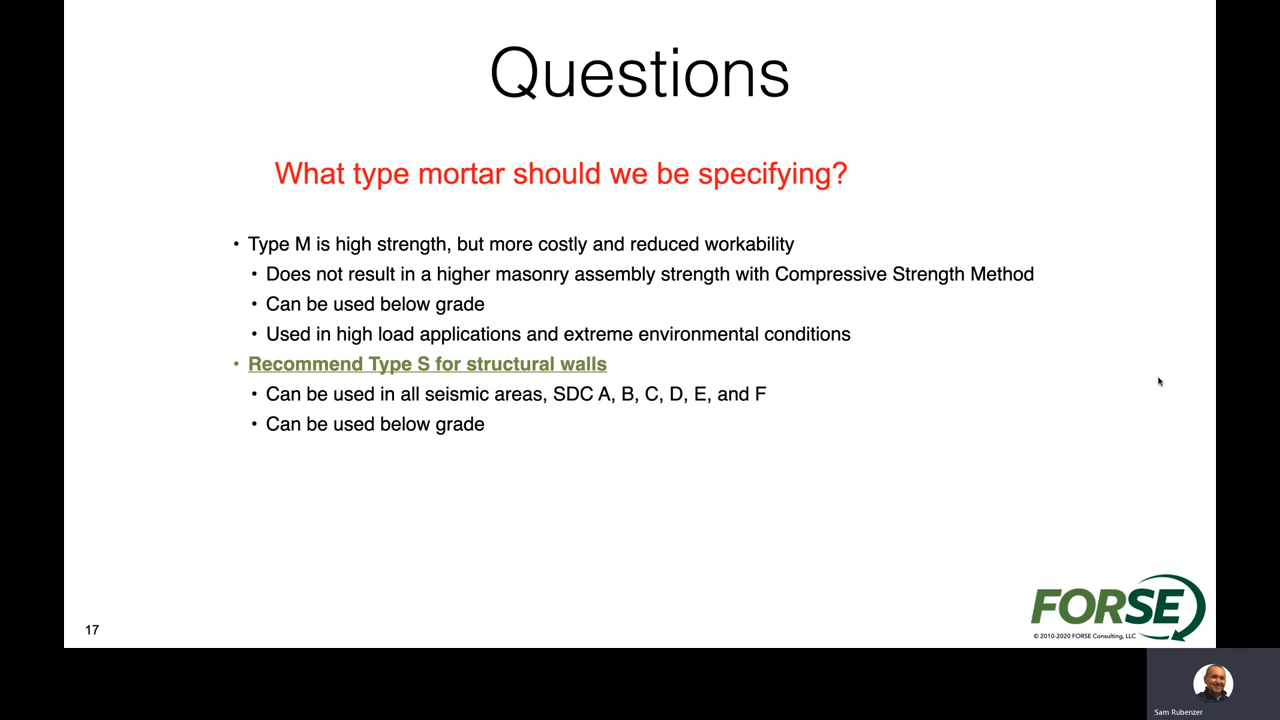 Questions
What type mortar should we be specifying?
• Type M is high strength, but more costly and reduced workability
• Does not result in a higher masonry assembly strength with Compressive Strength Method
• Can be used below grade
• Used in high load applications and extreme environmental conditions
• Recommend Type S for structural walls
• Can be used in all seismic areas, SDC A, B, C, D, E, and F
• Can be used below grade
FORSE
© 2010-2020 FORSE Consulting, LLC
17
Sam Rubenzer